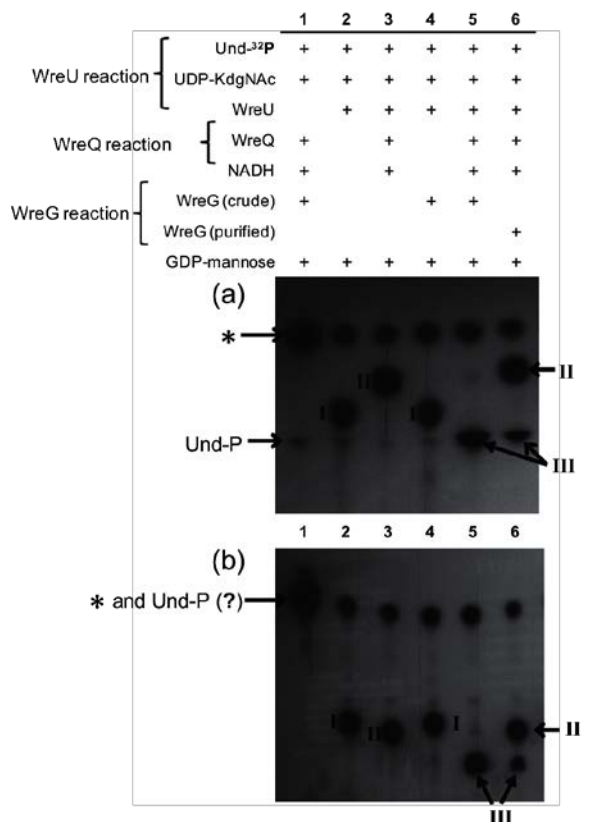 1 2 3 4 5 6
WreU reaction
Und-³²P + + + + + +
UDP-KdgNAc + + + + + +
WreU + + + + +
WreQ reaction
WreQ + + + +
NADH + + + +
WreG reaction
WreG (crude) + + +
WreG (purified) +
GDP-mannose + + + + + +
(a)
*
II
II
I I
Und-P
III
1 2 3 4 5 6
(b)
* and Und-P (?)
I II I
II
III